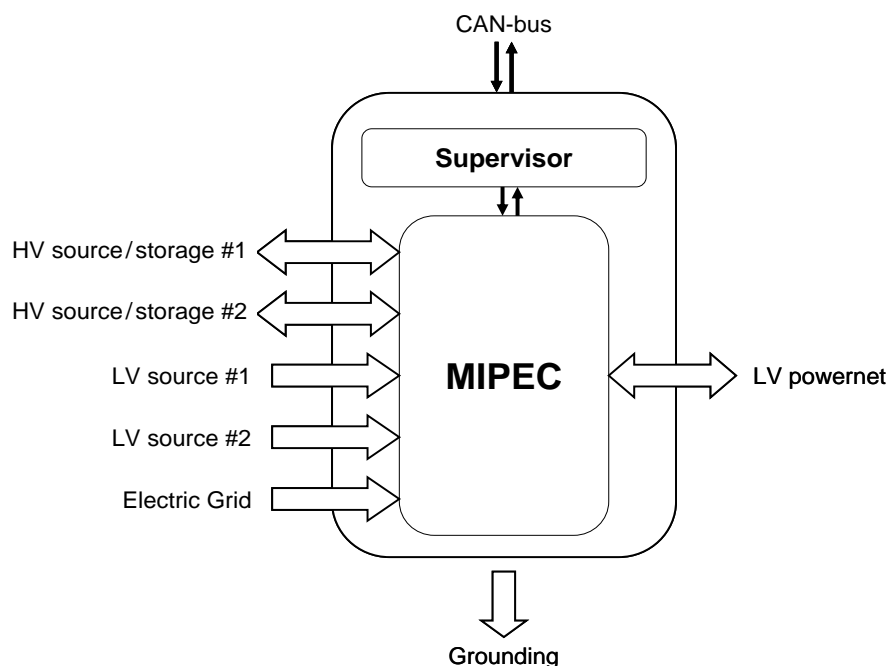 CAN-bus
Supervisor
HV source/storage #1
HV source/storage #2
LV source #1
MIPEC
LV powernet
LV source #2
Electric Grid
Grounding